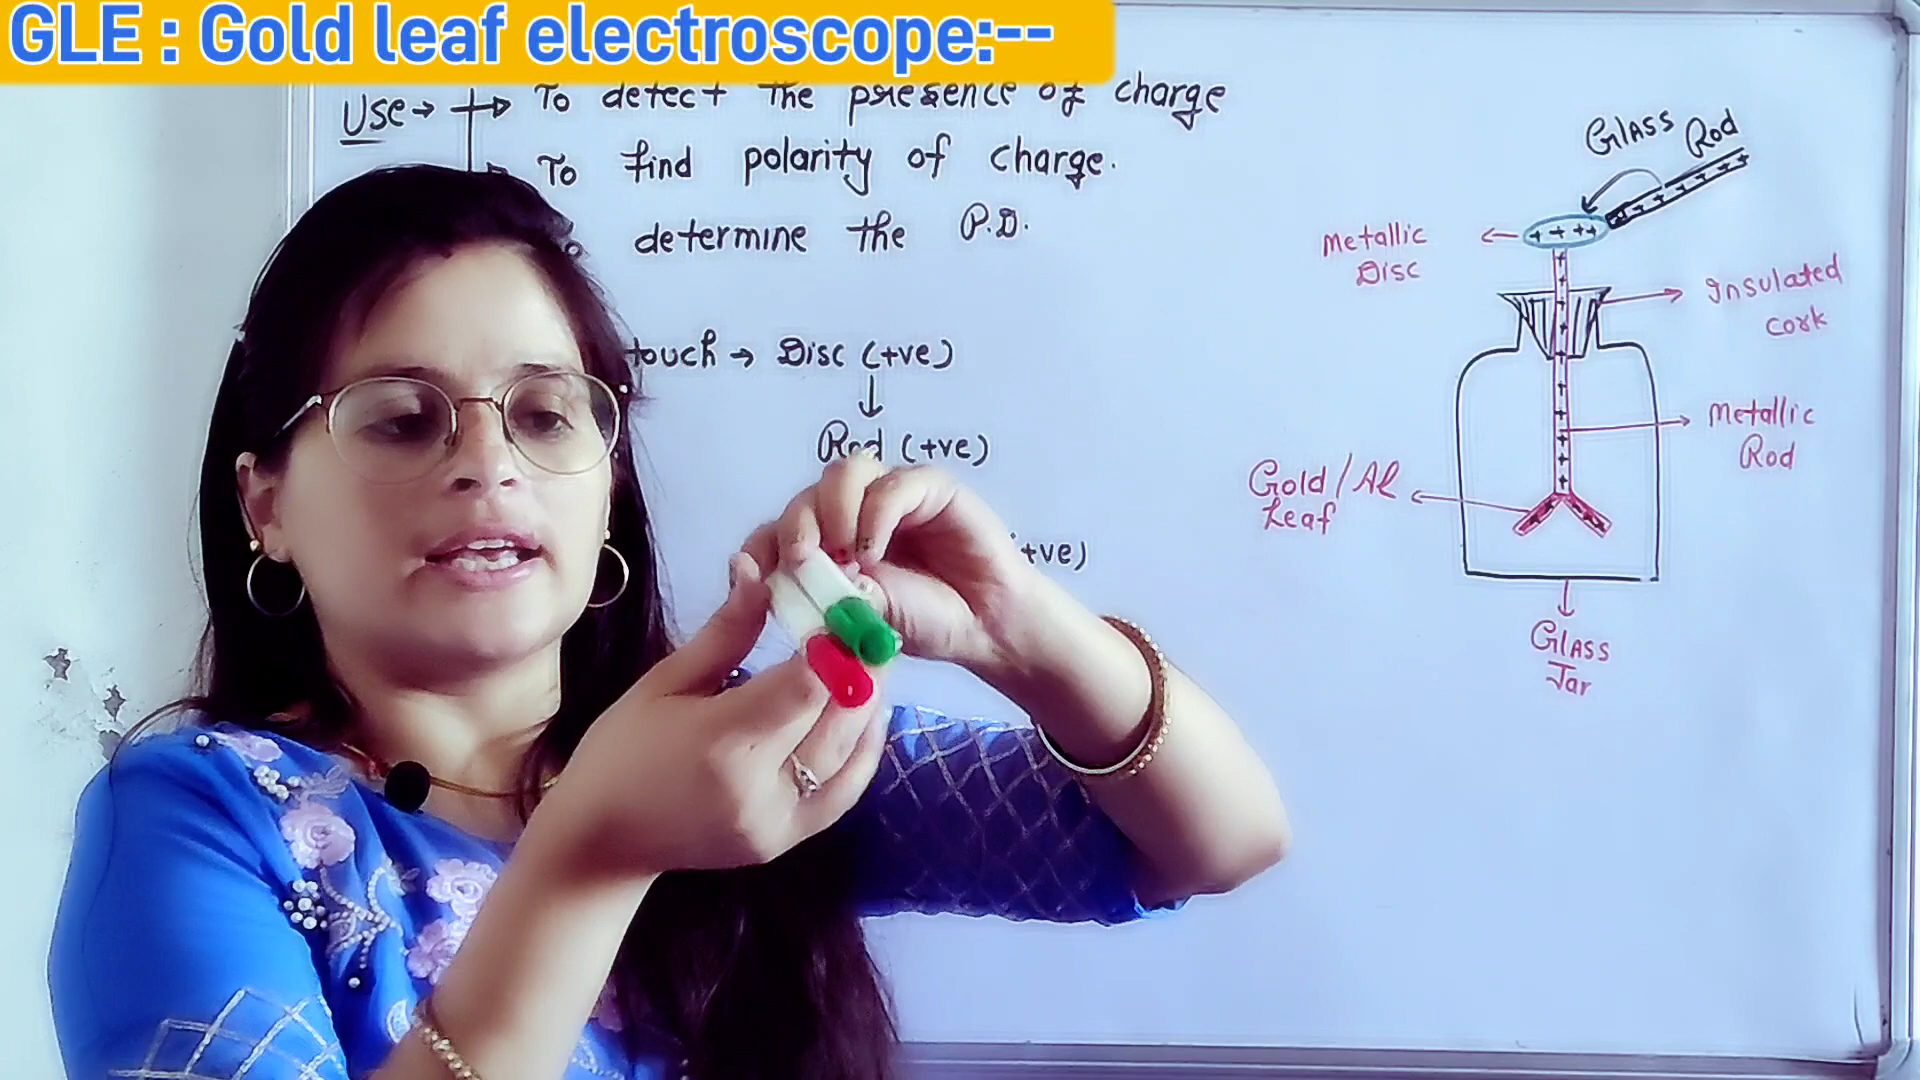 GLE : Gold leaf electroscope:--
Use → To detect the presence of charge
To find polarity of charge.
determine the P.D.
touch → Disc (+ve)
↓
Rod (+ve)
+ve)
Glass Rod
+ + ++
Metallic
Disc
Insulated
cork
Metallic
Rod
Gold/Al
Leaf
Glass
Jar